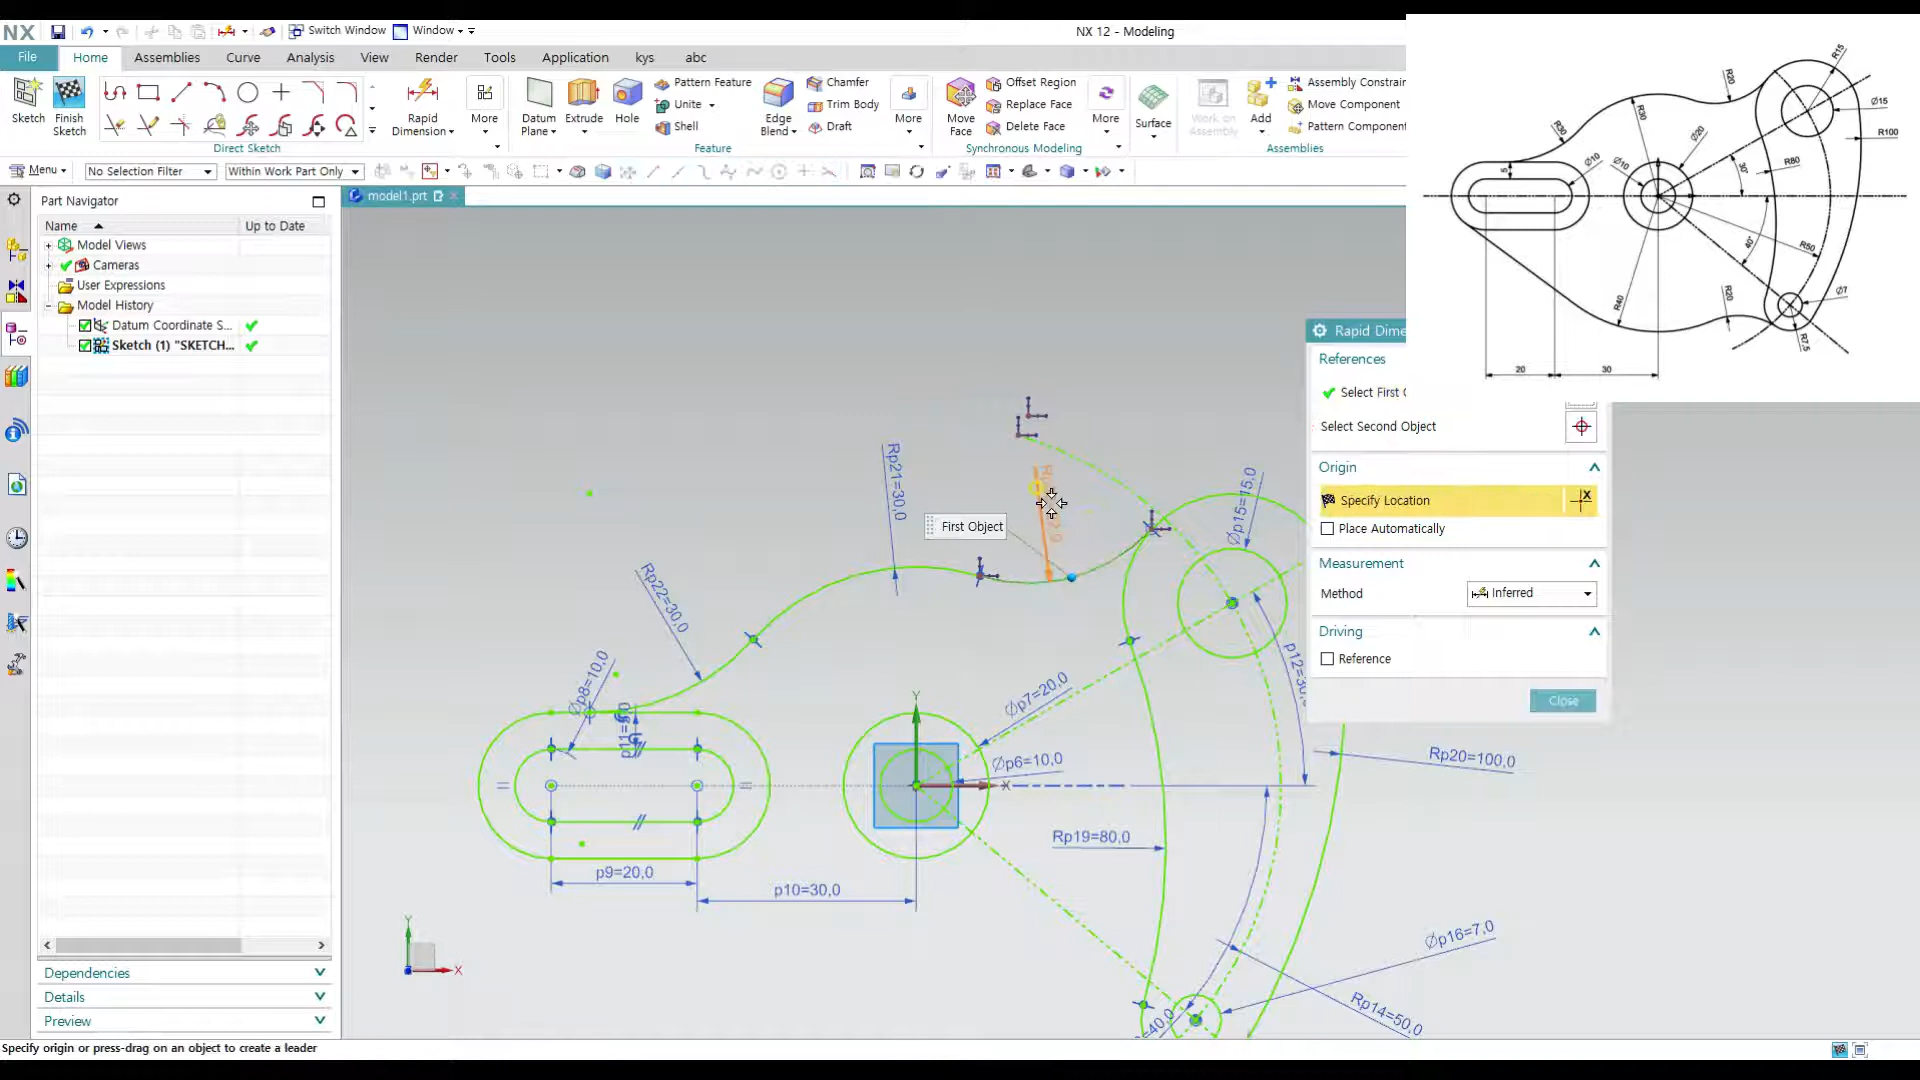 NX
Switch Window
Window
NX 12 - Modeling
File
Home
Assemblies
Curve
Analysis
View
Render
Tools
Application
kys
abc
Sketch
Finish
Sketch
Rapid
Dimension
More
Direct Sketch
Datum
Plane
Extrude
Hole
Pattern Feature
Unite
Shell
Edge
Blend
Chamfer
Trim Body
Draft
More
Feature
Move
Face
Offset Region
Replace Face
Delete Face
More
Synchronous Modeling
Surface
Work on
Assembly
Add
Assembly Constrai
Move Component
Pattern Componen
Assemblies
Menu
No Selection Filter
Within Work Part Only
Part Navigator
Name
Up to Date
Model Views
Cameras
User Expressions
Model History
Datum Coordinate S...
Sketch (1) "SKETCH...
Dependencies
Details
Preview
model1.prt
Rp21=30,0
Rp22=30,0
First Object
Øp15=15,0
Øp8=10,0
Øp7=20,0
Øp6=10,0
Y
X
p9=20,0
p10=30,0
Rp19=80,0
Rp20=100,0
Øp16=7,0
Rp14=50,0
=40,0
Y
X
Rapid Dime
References
Select First O
Select Second Object
Origin
Specify Location
Place Automatically
Measurement
Method
Inferred
Driving
Reference
Close
R15
R20
Ø15
R30
R100
R30
Ø20
Ø10
Ø10
5
30°
R80
40°
R50
R40
R20
Ø7
R7,5
20
30
Specify origin or press-drag on an object to create a leader